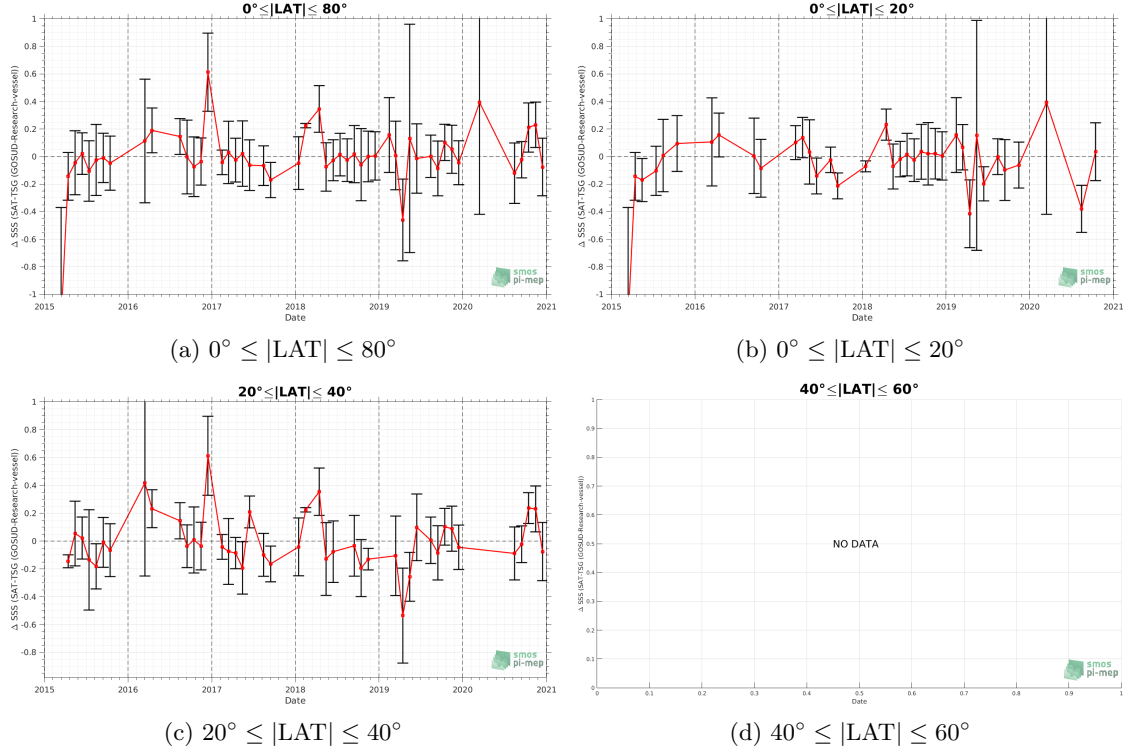 0°≤|LAT|≤ 80°
Δ SSS (SAT-TSG (GOSUD-Research-vessel))
1
0.8
0.6
0.4
0.2
0
-0.2
-0.4
-0.6
-0.8
-1
2015 2016 2017 2018 2019 2020 2021
Date
smos
pi-mep
(a) 0° ≤ |LAT| ≤ 80°
0°≤|LAT|≤ 20°
Δ SSS (SAT-TSG (GOSUD-Research-vessel))
1
0.8
0.6
0.4
0.2
0
-0.2
-0.4
-0.6
-0.8
-1
2015 2016 2017 2018 2019 2020 2021
Date
smos
pi-mep
(b) 0° ≤ |LAT| ≤ 20°
20°≤|LAT|≤ 40°
Δ SSS (SAT-TSG (GOSUD-Research-vessel))
1
0.8
0.6
0.4
0.2
0
-0.2
-0.4
-0.6
-0.8
2015 2016 2017 2018 2019 2020 2021
Date
smos
pi-mep
(c) 20° ≤ |LAT| ≤ 40°
40°≤|LAT|≤ 60°
Δ SSS (SAT-TSG (GOSUD-Research-vessel))
1
0.9
0.8
0.7
0.6
0.5
0.4
0.3
0.2
0.1
0
NO DATA
0 0.1 0.2 0.3 0.4 0.5 0.6 0.7 0.8 0.9 1
Date
smos
pi-mep
(d) 40° ≤ |LAT| ≤ 60°